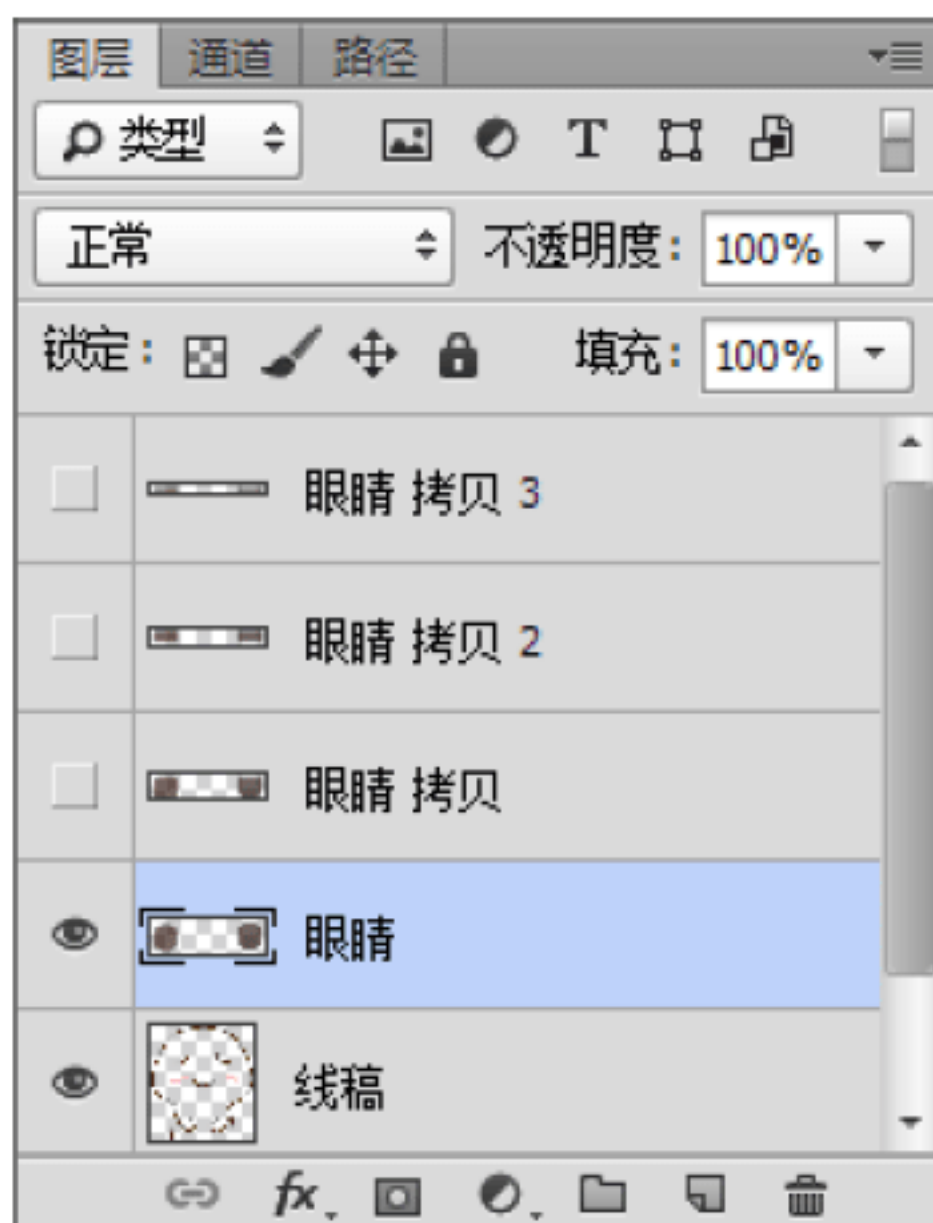 图层 通道 路径
类型 T
正常 不透明度: 100%
锁定: 填充: 100%
眼睛 拷贝 3
眼睛 拷贝 2
眼睛 拷贝
眼睛
线稿
fx